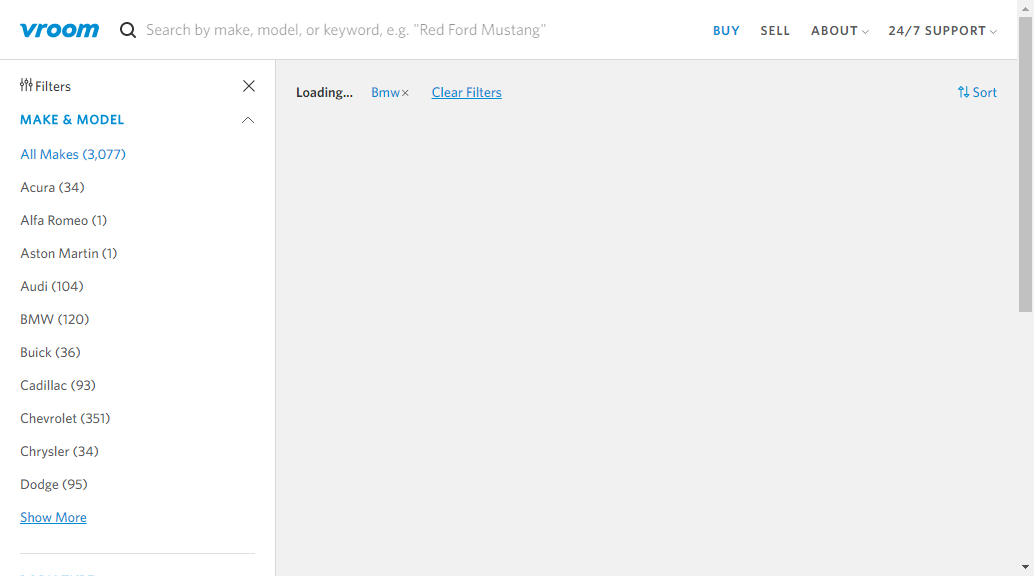 vroom
Search by make, model, or keyword, e.g. "Red Ford Mustang"
BUY
SELL
ABOUT
24/7 SUPPORT
Filters
MAKE & MODEL
All Makes (3,077)
Acura (34)
Alfa Romeo (1)
Aston Martin (1)
Audi (104)
BMW (120)
Buick (36)
Cadillac (93)
Chevrolet (351)
Chrysler (34)
Dodge (95)
Show More
Loading...
Bmw×
Clear Filters
Sort